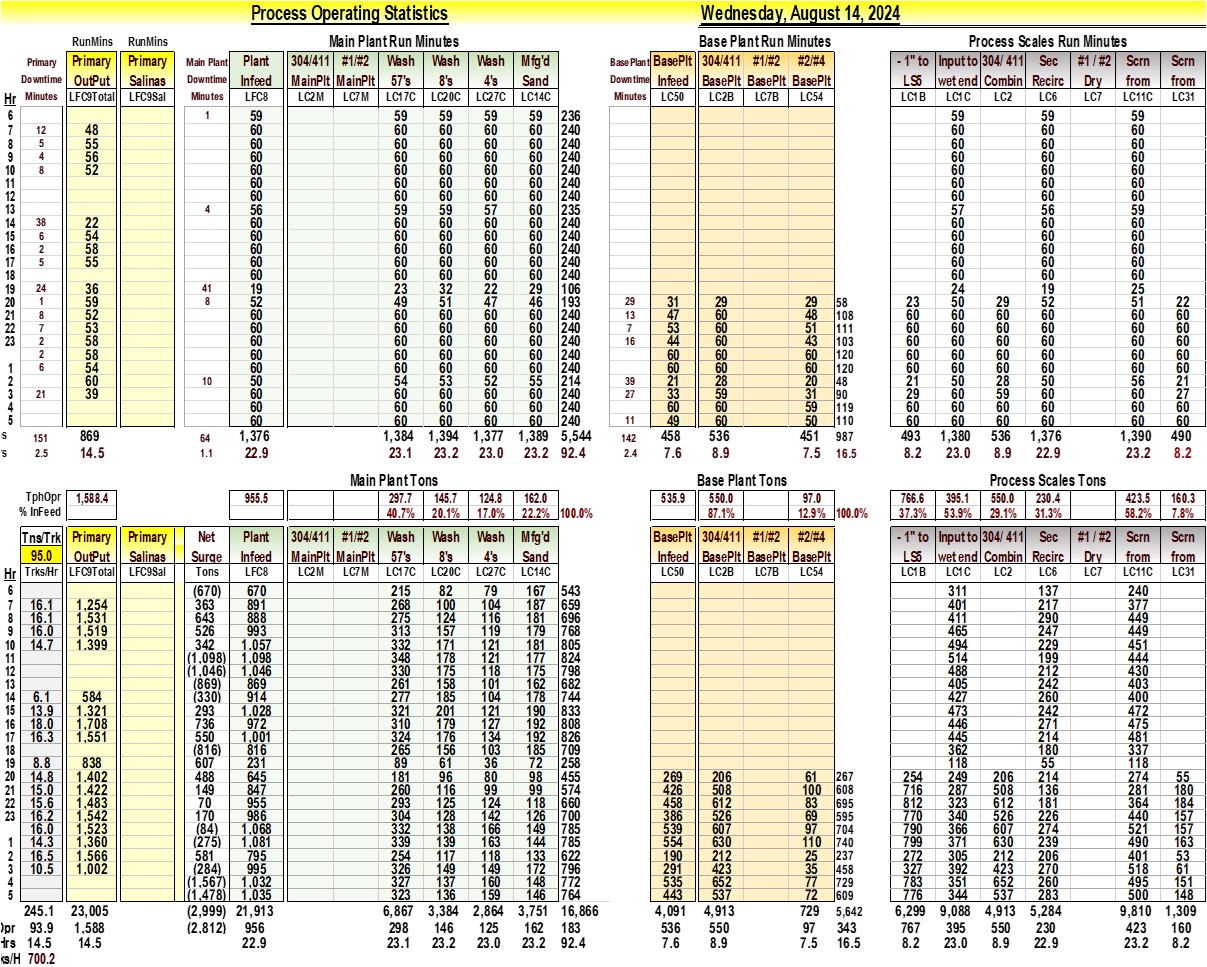 Process Operating Statistics Wednesday, August 14, 2024
RunMins RunMins Main Plant Run Minutes Base Plant Run Minutes Process Scales Run Minutes
Primary Primary Primary Main Plant Plant 304/411 #1/#2 Wash Wash Wash Mfg'd BasePlant BasePlt 304/411 #1/#2 #2/#4 - 1" to Input to 304/ 411 Sec #1 / #2 Scrn Scrn
Downtime OutPut Salinas Downtime Infeed MainPlt MainPlt 57's 8's 4's Sand Downtime Infeed BasePlt BasePlt BasePlt LS5 wet end Combin Recirc Dry from from
Hr Minutes LFC9Total LFC9Sal Minutes LFC8 LC2M LC7M LC17C LC20C LC27C LC14C Minutes LC50 LC2B LC7B LC54 LC1B LC1C LC2 LC6 LC7 LC11C LC31
6 1 59 59 59 59 59 236 59 59 59
7 12 48 60 60 60 60 60 240 60 60 60
8 5 55 60 60 60 60 60 240 60 60 60
9 4 56 60 60 60 60 60 240 60 60 60
10 8 52 60 60 60 60 60 240 60 60 60
11 60 60 60 60 60 240 60 60 60
12 60 60 60 60 60 240 60 60 60
13 4 56 59 59 57 60 235 57 56 59
14 38 22 60 60 60 60 60 240 60 60 60
15 6 54 60 60 60 60 60 240 60 60 60
16 2 58 60 60 60 60 60 240 60 60 60
17 5 55 60 60 60 60 60 240 60 60 60
18 60 60 60 60 60 240 60 60 60
19 24 36 41 19 23 32 22 29 106 24 19 25
20 1 59 8 52 49 51 47 46 193 29 31 29 29 58 23 50 29 52 51 22
21 8 52 60 60 60 60 60 240 13 47 60 48 108 60 60 60 60 60 60
22 7 53 60 60 60 60 60 240 7 53 60 51 111 60 60 60 60 60 60
23 2 58 60 60 60 60 60 240 16 44 60 43 103 60 60 60 60 60 60
2 58 60 60 60 60 60 240 60 60 60 120 60 60 60 60 60 60
1 6 54 60 60 60 60 60 240 60 60 60 120 60 60 60 60 60 60
2 60 10 50 54 53 52 55 214 39 21 28 20 48 21 50 28 50 56 21
3 21 39 60 60 60 60 60 240 27 33 59 31 90 29 60 59 60 60 27
4 60 60 60 60 60 240 60 60 59 119 60 60 60 60 60 60
5 60 60 60 60 60 240 11 49 60 50 110 60 60 60 60 60 60
s 151 869 64 1,376 1,384 1,394 1,377 1,389 5,544 142 458 536 451 987 493 1,380 536 1,376 1,390 490
s 2.5 14.5 1.1 22.9 23.1 23.2 23.0 23.2 92.4 2.4 7.6 8.9 7.5 16.5 8.2 23.0 8.9 22.9 23.2 8.2
Main Plant Tons Base Plant Tons Process Scales Tons
TphOpr 1,588.4 955.5 297.7 145.7 124.8 162.0 535.9 550.0 97.0 766.6 395.1 550.0 230.4 423.5 160.3
% InFeed 40.7% 20.1% 17.0% 22.2% 100.0% 87.1% 12.9% 100.0% 37.3% 53.9% 29.1% 31.3% 58.2% 7.8%
Tns/Trk Primary Primary Net Plant 304/411 #1/#2 Wash Wash Wash Mfg'd BasePlt 304/411 #1/#2 #2/#4 - 1" to Input to 304/ 411 Sec #1 / #2 Scrn Scrn
95.0 OutPut Salinas Surge Infeed MainPlt MainPlt 57's 8's 4's Sand Infeed BasePlt BasePlt BasePlt LS5 wet end Combin Recirc Dry from from
Hr Trks/Hr LFC9Total LFC9Sal Tons LFC8 LC2M LC7M LC17C LC20C LC27C LC14C LC50 LC2B LC7B LC54 LC1B LC1C LC2 LC6 LC7 LC11C LC31
6 (670) 670 215 82 79 167 543 311 137 240
7 16.1 1,254 363 891 268 100 104 187 659 401 217 377
8 16.1 1,531 643 888 275 124 116 181 696 411 290 449
9 16.0 1,519 526 993 313 157 119 179 768 465 247 449
10 14.7 1,399 342 1,057 332 171 121 181 805 494 229 451
11 (1,098) 1,098 348 178 121 177 824 514 199 444
12 (1,046) 1,046 330 175 118 175 798 488 212 430
13 (869) 869 261 158 101 162 682 405 242 403
14 6.1 584 (330) 914 277 185 104 178 744 427 260 400
15 13.9 1,321 293 1,028 321 201 121 190 833 473 242 472
16 18.0 1,708 736 972 310 179 127 192 808 446 271 475
17 16.3 1,551 550 1,001 324 176 134 192 826 445 214 481
18 (816) 816 265 156 103 185 709 362 180 337
19 8.8 838 607 231 89 61 36 72 258 118 55 118
20 14.8 1,402 488 645 181 96 80 98 455 269 206 61 267 254 249 206 214 274 55
21 15.0 1,422 149 847 260 116 99 99 574 426 508 100 608 716 287 508 136 281 180
22 15.6 1,483 70 955 293 125 124 118 660 458 612 83 695 812 323 612 181 364 184
23 16.2 1,542 170 986 304 128 142 126 700 386 526 69 595 770 340 526 226 440 157
16.0 1,523 (84) 1,068 332 138 166 149 785 539 607 97 704 790 366 607 274 521 157
1 14.3 1,360 (275) 1,081 339 139 163 144 785 554 630 110 740 799 371 630 239 490 163
2 16.5 1,566 581 795 254 117 118 133 622 190 212 25 237 272 305 212 206 401 53
3 10.5 1,002 (284) 995 326 149 149 172 796 291 423 35 458 327 392 423 270 518 61
4 (1,567) 1,032 327 137 160 148 772 535 652 77 729 783 351 652 260 495 151
5 (1,478) 1,035 323 136 159 146 764 443 537 72 609 776 344 537 283 500 148
245.1 23,005 (2,999) 21,913 6,867 3,384 2,864 3,751 16,866 4,091 4,913 729 5,642 6,299 9,088 4,913 5,284 9,810 1,309
Opr 93.9 1,588 (2,812) 956 298 146 125 162 183 536 550 97 343 767 395 550 230 423 160
Hrs 14.5 14.5 22.9 23.1 23.2 23.0 23.2 92.4 7.6 8.9 7.5 16.5 8.2 23.0 8.9 22.9 23.2 8.2
ks/H 700.2